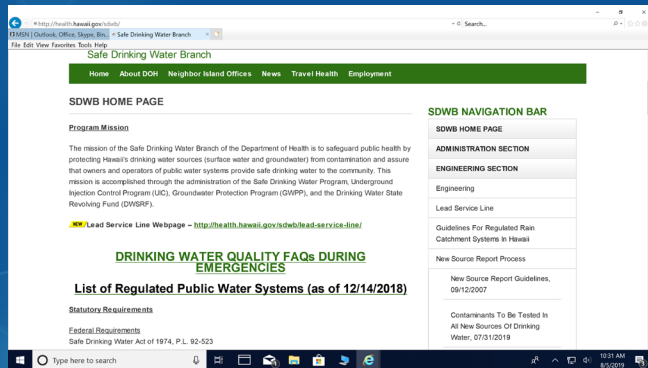 http://health.hawaii.gov/sdwb/
Search...
MSN | Outlook, Office, Skype, Bin...
Safe Drinking Water Branch
File Edit View Favorites Tools Help
Safe Drinking Water Branch
Home About DOH Neighbor Island Offices News Travel Health Employment
SDWB HOME PAGE
Program Mission
The mission of the Safe Drinking Water Branch of the Department of Health is to safeguard public health by
protecting Hawaii's drinking water sources (surface water and groundwater) from contamination and assure
that owners and operators of public water systems provide safe drinking water to the community. This
mission is accomplished through the administration of the Safe Drinking Water Program, Underground
Injection Control Program (UIC), Groundwater Protection Program (GWPP), and the Drinking Water State
Revolving Fund (DWSRF).
NEW Lead Service Line Webpage – http://health.hawaii.gov/sdwb/lead-service-line/
DRINKING WATER QUALITY FAQs DURING
EMERGENCIES
List of Regulated Public Water Systems (as of 12/14/2018)
Statutory Requirements
Federal Requirements
Safe Drinking Water Act of 1974, P.L. 92-523
SDWB NAVIGATION BAR
SDWB HOME PAGE
ADMINISTRATION SECTION
ENGINEERING SECTION
Engineering
Lead Service Line
Guidelines For Regulated Rain
Catchment Systems In Hawaii
New Source Report Process
New Source Report Guidelines,
09/12/2007
Contaminants To Be Tested In
All New Sources Of Drinking
Water, 07/31/2019
Type here to search
10:31 AM
8/5/2019